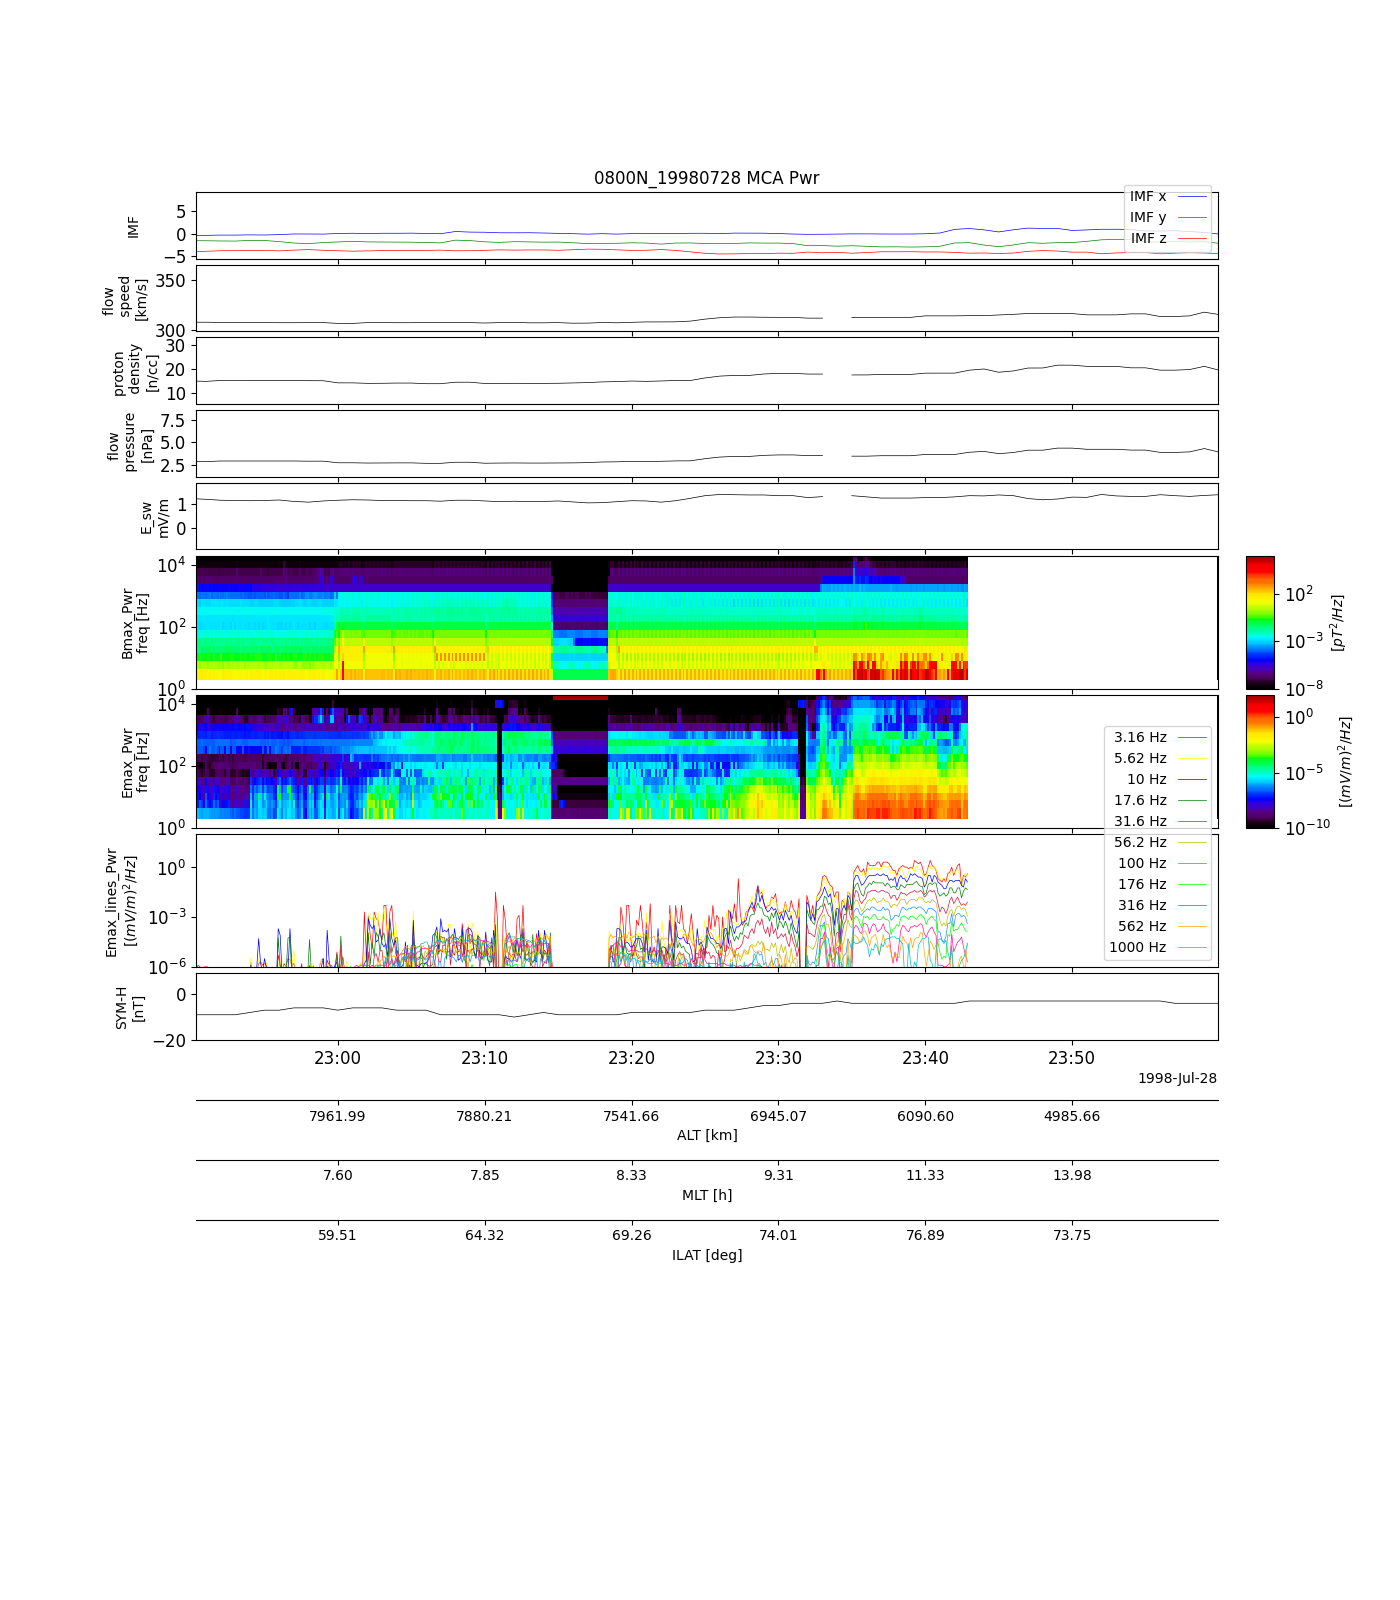 0800N_19980728 MCA Pwr
IMF
5
0
−5
IMF x
IMF y
IMF z
flow
speed
[km/s]
350
300
proton
density
[n/cc]
30
20
10
flow
pressure
[nPa]
7.5
5.0
2.5
E_sw
mV/m
1
0
Bmax_Pwr
freq [Hz]
10^4
10^2
10^0
10^2
10^−3
10^−8
[pT^2/Hz]
Emax_Pwr
freq [Hz]
10^4
10^2
10^0
10^0
10^−5
10^−10
[(mV/m)^2/Hz]
3.16 Hz
5.62 Hz
10 Hz
17.6 Hz
31.6 Hz
56.2 Hz
100 Hz
176 Hz
316 Hz
562 Hz
1000 Hz
Emax_lines_Pwr
[(mV/m)^2/Hz]
10^0
10^−3
10^−6
SYM-H
[nT]
0
−20
23:00 23:10 23:20 23:30 23:40 23:50
1998-Jul-28
7961.99 7880.21 7541.66 6945.07 6090.60 4985.66
ALT [km]
7.60 7.85 8.33 9.31 11.33 13.98
MLT [h]
59.51 64.32 69.26 74.01 76.89 73.75
ILAT [deg]